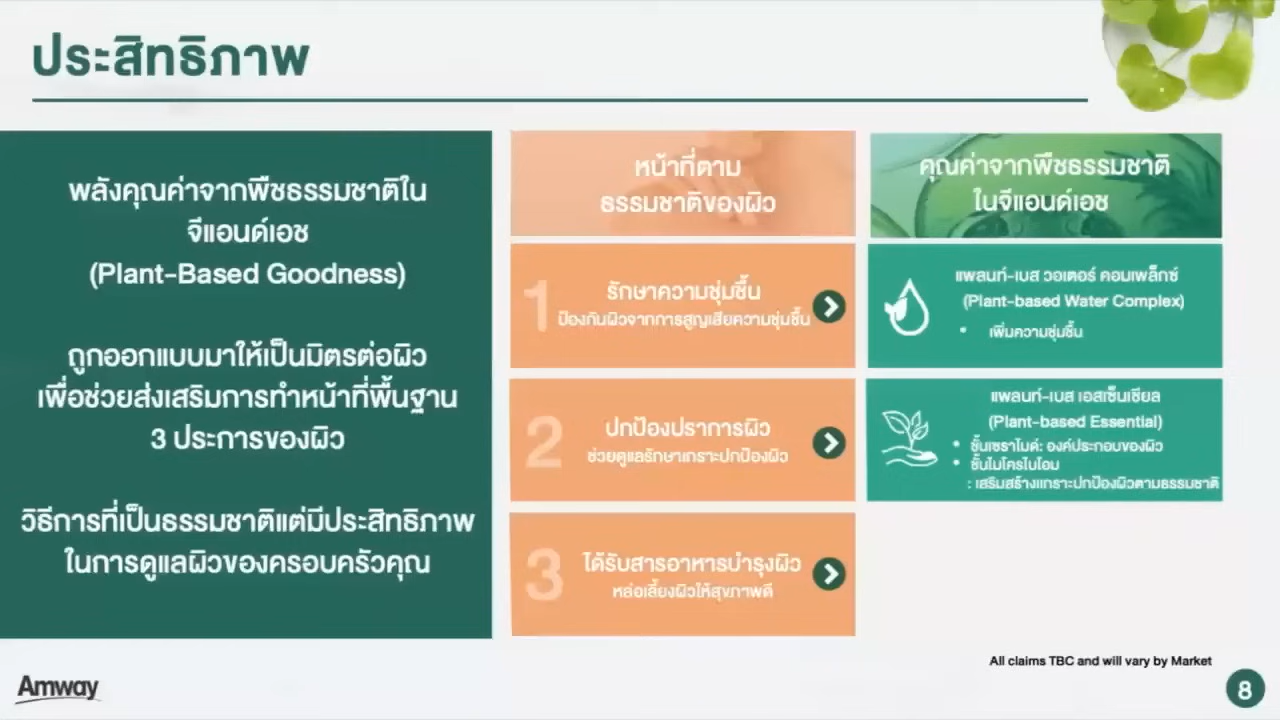 ประสิทธิภาพ
พลังคุณค่าจากพืชธรรมชาติใน
จีแอนด์เอช
(Plant-Based Goodness)
ถูกออกแบบมาให้เป็นมิตรต่อผิว
เพื่อช่วยส่งเสริมการทำหน้าที่พื้นฐาน
3 ประการของผิว
วิธีการที่เป็นธรรมชาติแต่มีประสิทธิภาพ
ในการดูแลผิวของครอบครัวคุณ
หน้าที่ตาม
ธรรมชาติของผิว
1
รักษาความชุ่มชื้น
ป้องกันผิวจากการสูญเสียความชุ่มชื้น
2
ปกป้องปราการผิว
ช่วยดูแลรักษาเกราะปกป้องผิว
3
ได้รับสารอาหารบำรุงผิว
หล่อเลี้ยงผิวให้สุขภาพดี
คุณค่าจากพืชธรรมชาติ
ในจีแอนด์เอช
แพลนท์-เบส วอเตอร์ คอมเพล็กซ์
(Plant-based Water Complex)
• เพิ่มความชุ่มชื้น
แพลนท์-เบส เอสเซ็นเชียล
(Plant-based Essential)
• ชั้นเซราไมด์: องค์ประกอบของผิว
• ชั้นไมโครไบโอม
: เสริมสร้างเกราะปกป้องผิวตามธรรมชาติ
All claims TBC and will vary by Market
Amway
8